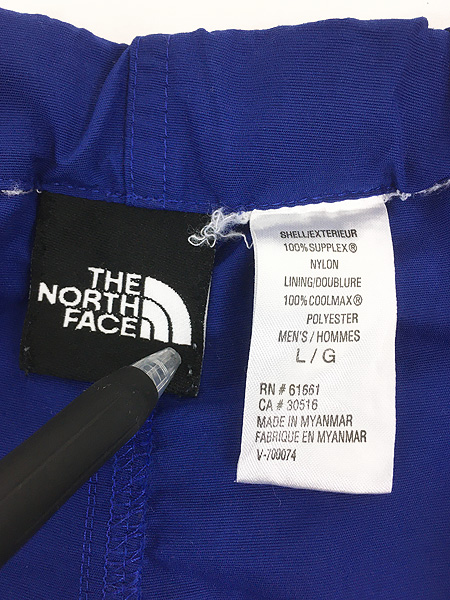 THE
NORTH
FACE
SHELL/EXTERIEUR
100% SUPLEX®
NYLON
LINING/DOUBLURE
100% COOLMAX®
POLYESTER
MEN'S / HOMMES
L / G
RN # 61661
CA # 30516
MADE IN MYANMAR
FABRIQUE EN MYANMAR
V-700074